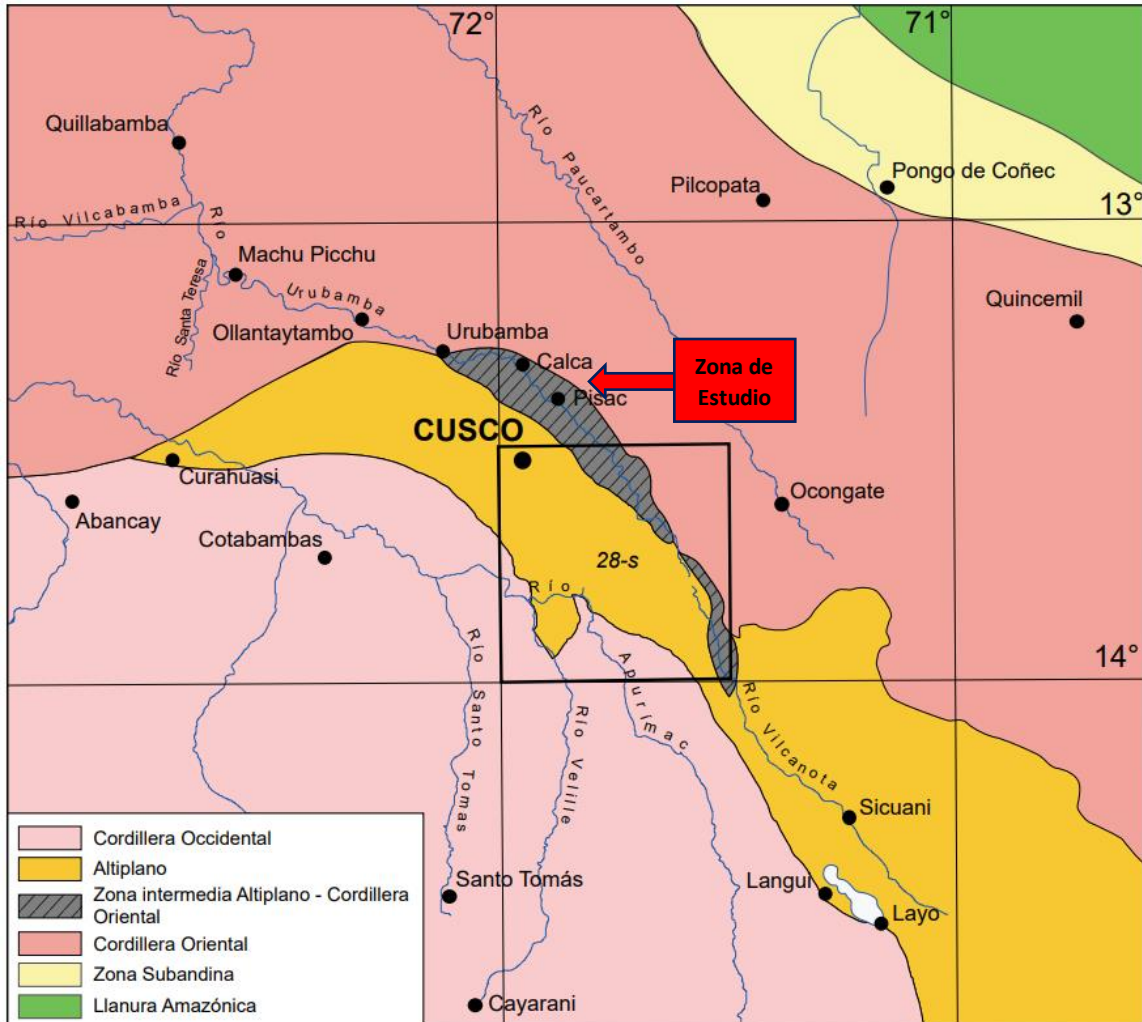 72°
71°
Quillabamba
Río Paucartambo
Pilcopata
Pongo de Coñec
13°
Río Vilcabamba
Río
Urubamba
Machu Picchu
Río Santa Teresa
Quincemil
Ollantaytambo
Urubamba
Calca
Zona de
Estudio
Pisac
CUSCO
Curahuasi
Abancay
Ocongate
Cotabambas
28-s
Río
Apurímac
14°
Río Santo Tomas
Río Velille
Río Vilcanota
Sicuani
Santo Tomás
Langui
Layo
Cayarani
Cordillera Occidental
Altiplano
Zona intermedia Altiplano - Cordillera
Oriental
Cordillera Oriental
Zona Subandina
Llanura Amazónica